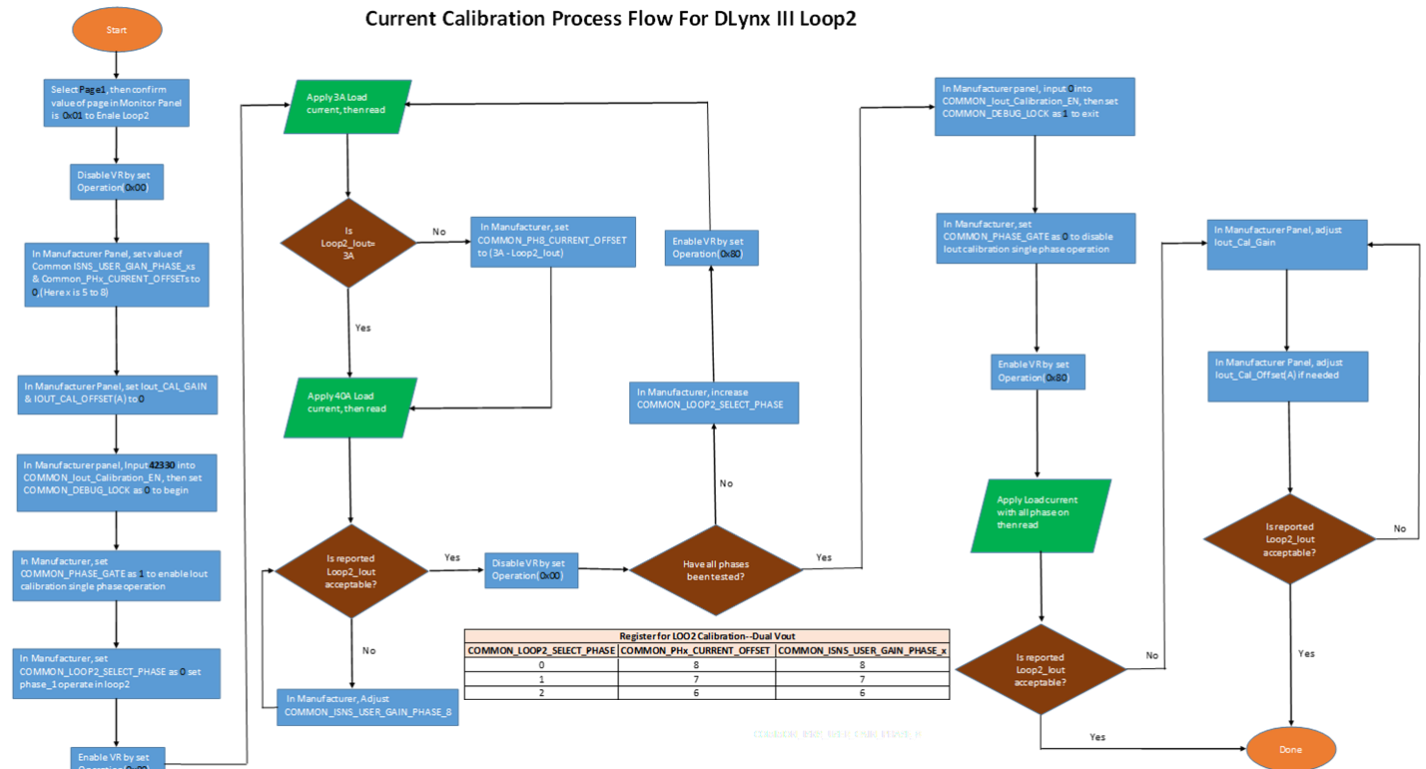 Current Calibration Process Flow For DLynx III Loop2
Start
Select Page1, then confirm
value of page in Monitor Panel
is 0x01 to Enale Loop2
Disable VR by set
Operation(0x00)
In Manufacturer Panel, set value of
Common ISNS_USER_GIAN_PHASE_xs
& Common_PHx_CURRENT_OFFSETs to
0,(Here x is 5 to 8)
In Manufacturer Panel, set Iout_CAL_GAIN
& IOUT_CAL_OFFSET(A) to 0
In Manufacturer panel, Input 42330 into
COMMON_Iout_Calibration_EN, then set
COMMON_DEBUG_LOCK as 0 to begin
In Manufacturer, set
COMMON_PHASE_GATE as 1 to enable Iout
calibration single phase operation
In Manufacturer, set
COMMON_LOOP2_SELECT_PHASE as 0 set
phase_1 operate in loop2
Enable VR by set
Apply 3A Load
current, then read
Is
Loop2_Iout=
3A
No
In Manufacturer, set
COMMON_PH8_CURRENT_OFFSET
to (3A - Loop2_Iout)
Yes
Apply 40A Load
current, then read
Is reported
Loop2_Iout
acceptable?
Yes
No
In Manufacturer, Adjust
COMMON_ISNS_USER_GAIN_PHASE_8
Disable VR by set
Operation(0x00)
Have all phases
been tested?
No
Yes
In Manufacturer, increase
COMMON_LOOP2_SELECT_PHASE
Enable VR by set
Operation(0x80)
Register for LOO2 Calibration--Dual Vout
COMMON_LOOP2_SELECT_PHASE COMMON_PHx_CURRENT_OFFSET COMMON_ISNS_USER_GAIN_PHASE_x
0 8 8
1 7 7
2 6 6
In Manufacturer panel, input 0 into
COMMON_Iout_Calibration_EN, then set
COMMON_DEBUG_LOCK as 1 to exit
In Manufacturer, set
COMMON_PHASE_GATE as 0 to disable
Iout calibration single phase operation
Enable VR by set
Operation(0x80)
Apply Load current
with all phase on
then read
Is reported
Loop2_Iout
acceptable?
No
Yes
In Manufacturer Panel, adjust
Iout_Cal_Gain
In Manufacturer Panel, adjust
Iout_Cal_Offset(A) if needed
Is reported
Loop2_Iout
acceptable?
No
Yes
Done